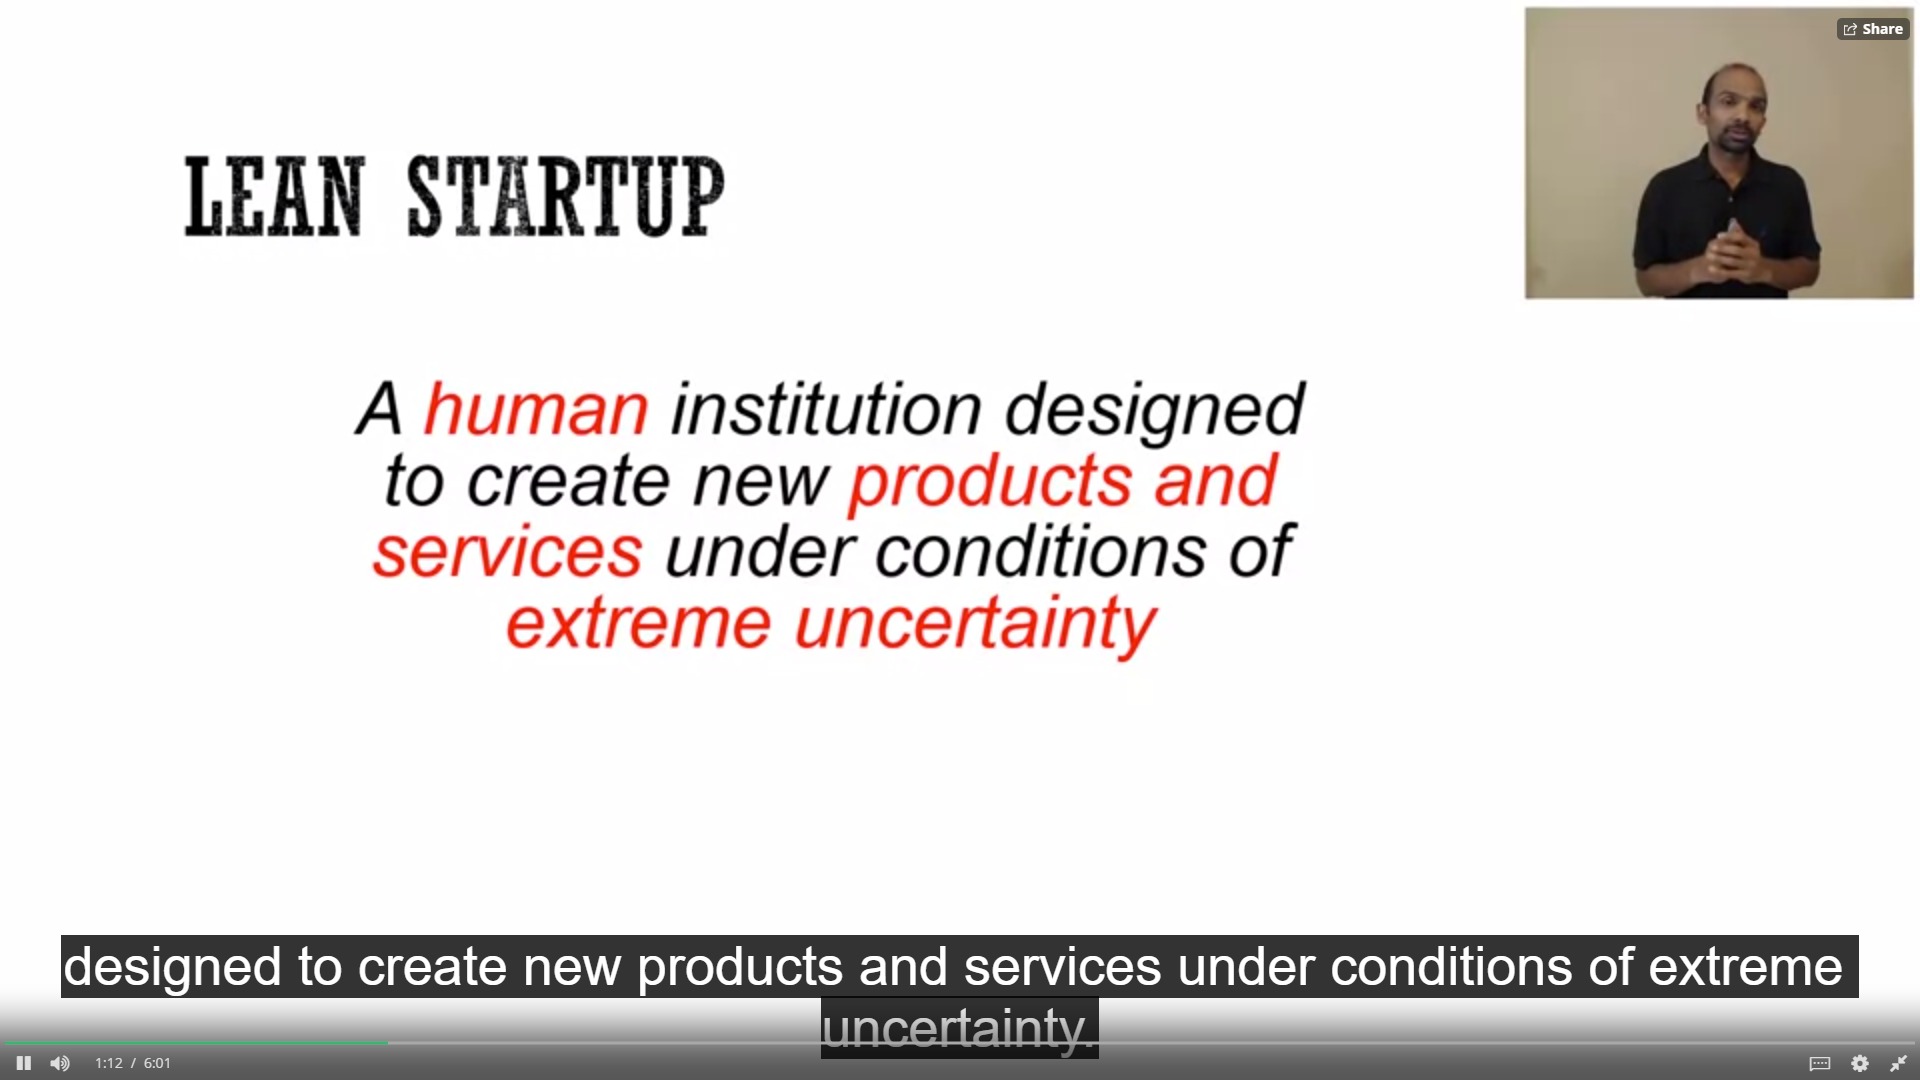 Share
LEAN STARTUP
A human institution designed
to create new products and
services under conditions of
extreme uncertainty
designed to create new products and services under conditions of extreme
uncertainty.
1:12 / 6:01